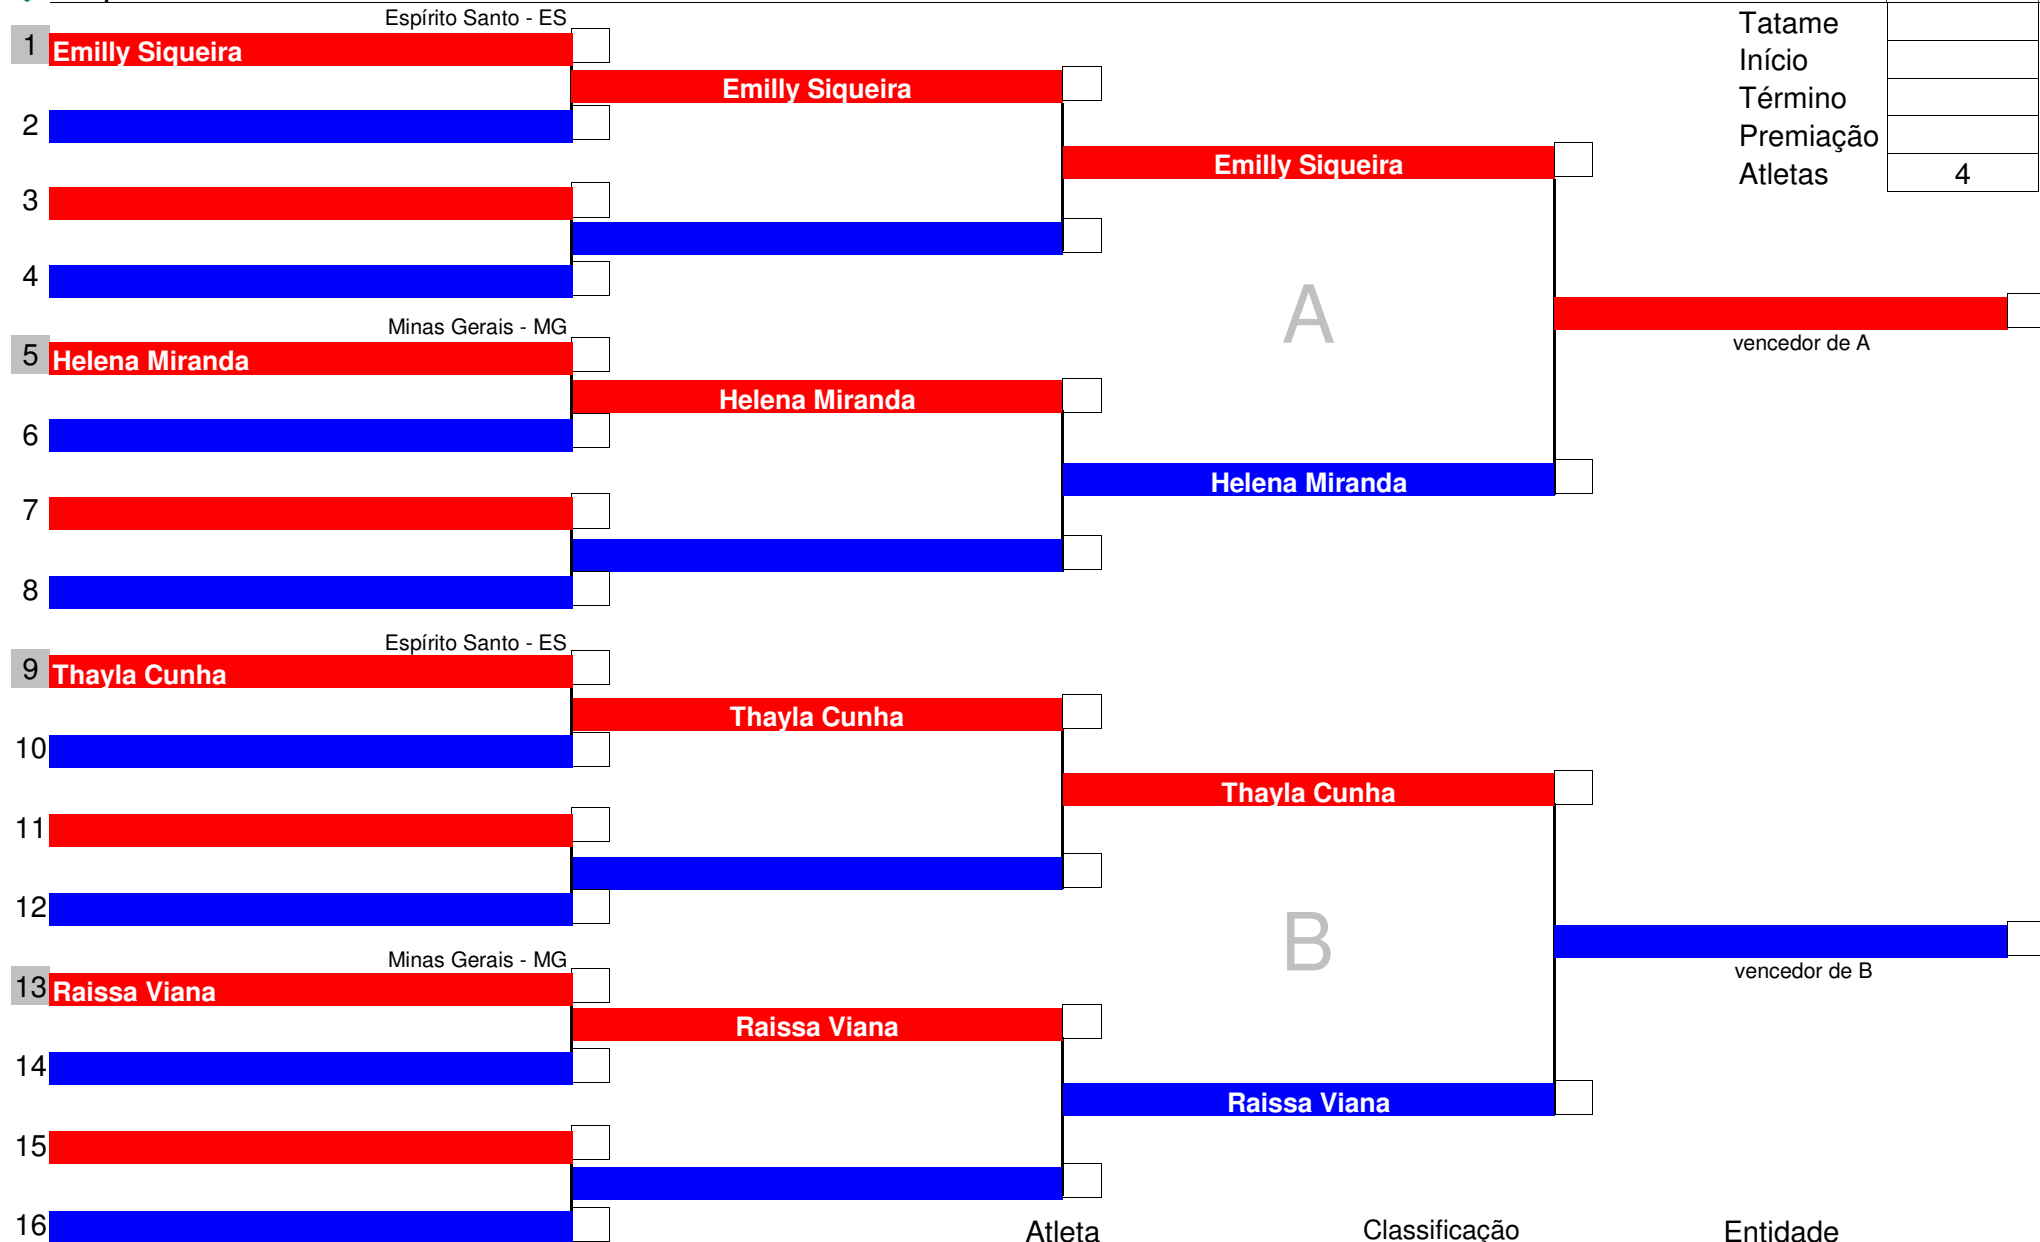 Espírito Santo - ES
Tatame
1 Emilly Siqueira
Início
Emilly Siqueira
Término
2
Premiação
Emilly Siqueira
Atletas 4
3
4
A
Minas Gerais - MG
vencedor de A
5 Helena Miranda
Helena Miranda
6
Helena Miranda
7
8
Espírito Santo - ES
9 Thayla Cunha
Thayla Cunha
10
Thayla Cunha
11
12
B
Minas Gerais - MG
vencedor de B
13 Raissa Viana
Raissa Viana
14
Raissa Viana
15
16
Atleta Classificação Entidade